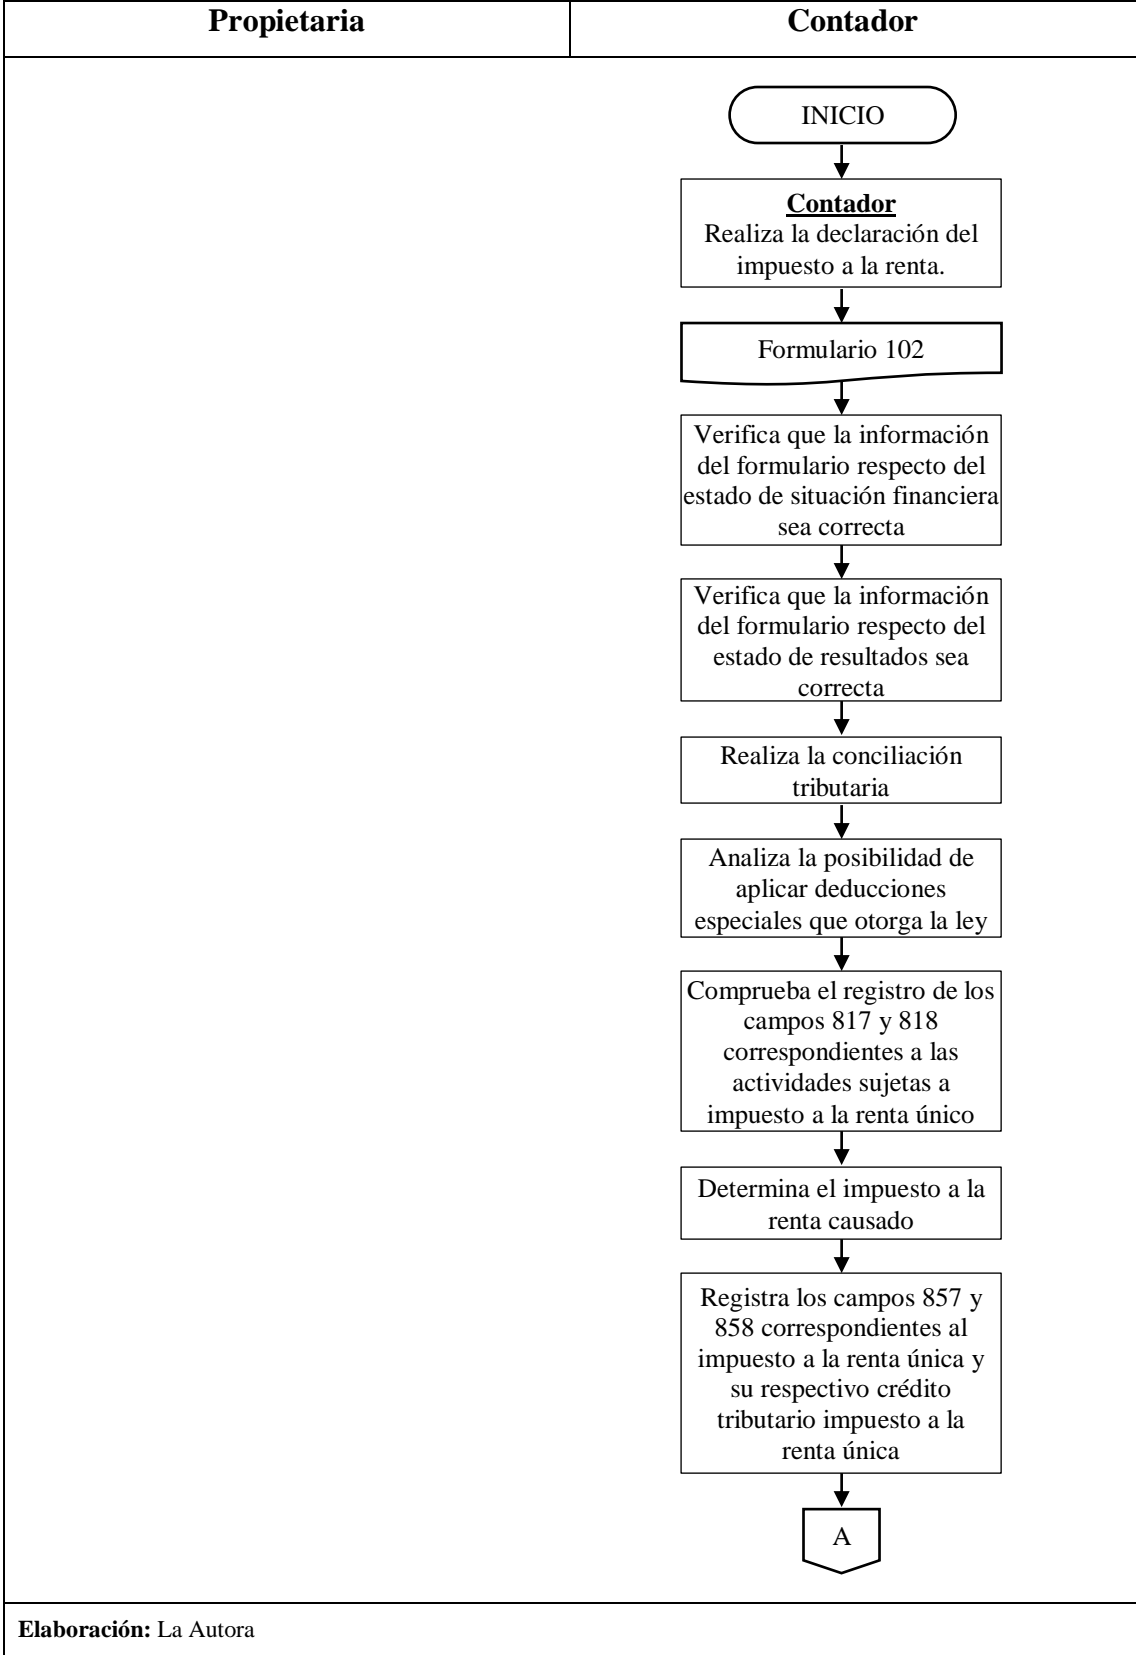 Propietaria
Contador
INICIO
Contador
Realiza la declaración del
impuesto a la renta.
Formulario 102
Verifica que la información
del formulario respecto del
estado de situación financiera
sea correcta
Verifica que la información
del formulario respecto del
estado de resultados sea
correcta
Realiza la conciliación
tributaria
Analiza la posibilidad de
aplicar deducciones
especiales que otorga la ley
Comprueba el registro de los
campos 817 y 818
correspondientes a las
actividades sujetas a
impuesto a la renta único
Determina el impuesto a la
renta causado
Registra los campos 857 y
858 correspondientes al
impuesto a la renta única y
su respectivo crédito
tributario impuesto a la
renta única
A
Elaboración: La Autora